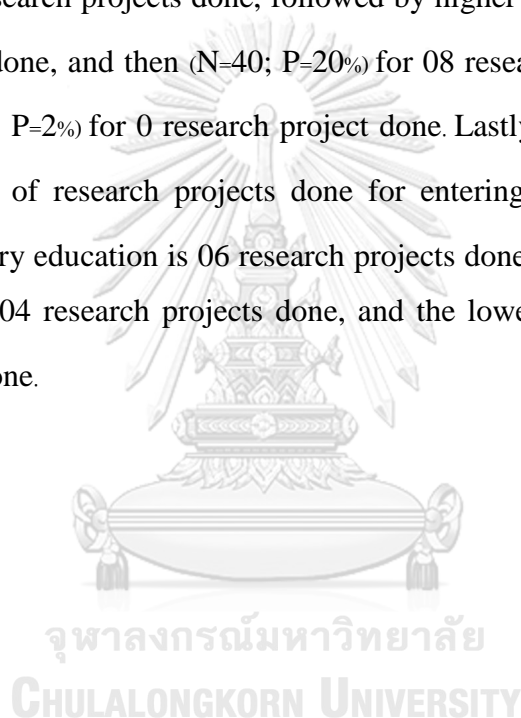 search projects done, followed by higher
done, and then (N=40; P=20%) for 08 resea
P=2%) for 0 research project done. Lastly
of research projects done for entering
ry education is 06 research projects done
04 research projects done, and the lowe
one.
จุฬาลงกรณ์มหาวิทยาลัย
CHULALONGKORN UNIVERSITY